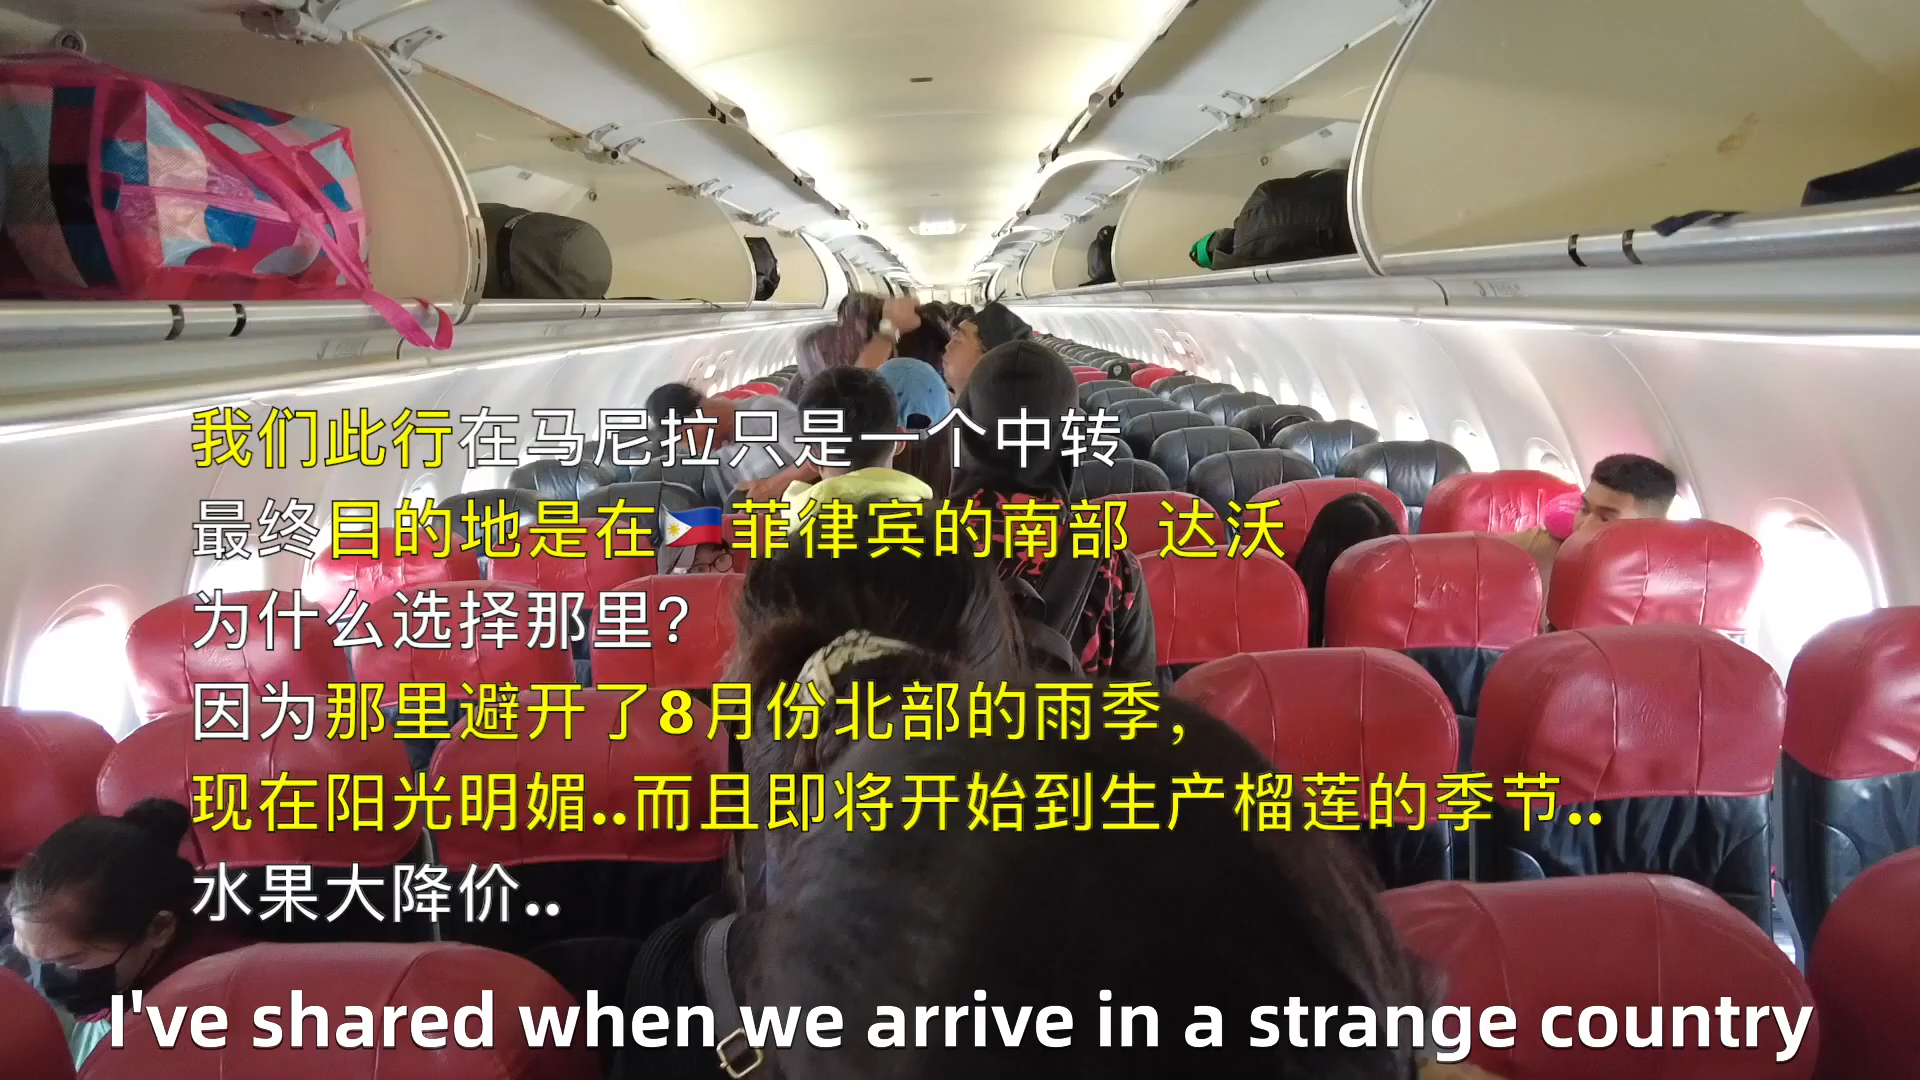 我们此行在马尼拉只是一个中转
最终目的地是在🇵🇭菲律宾的南部 达沃
为什么选择那里?
因为那里避开了8月份北部的雨季，
现在阳光明媚..而且即将开始到生产榴莲的季节..
水果大降价..
I've shared when we arrive in a strange country